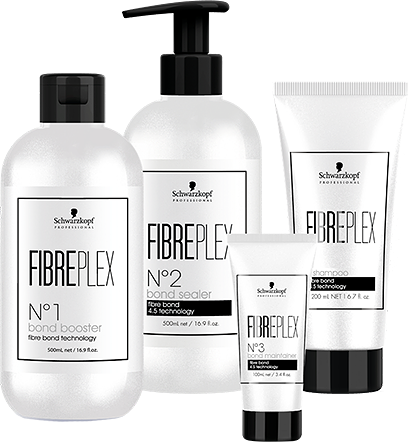 Schwarzkopf
PROFESSIONAL
FIBREPLEX
N°1
bond booster
fibre bond technology
500mL net / 16.9 fl.oz.
Schwarzkopf
PROFESSIONAL
FIBREPLEX
N°2
bond sealer
fibre bond
4.5 technology
500mL net / 16.9 fl.oz.
Schwarzkopf
PROFESSIONAL
FIBREPLEX
shampoo
fibre bond
4.5 technology
200 mL NET / 6.7 fl.oz.
Schwarzkopf
PROFESSIONAL
FIBREPLEX
N°3
bond maintainer
fibre bond
4.5 technology
100mL net / 3.4 fl.oz.